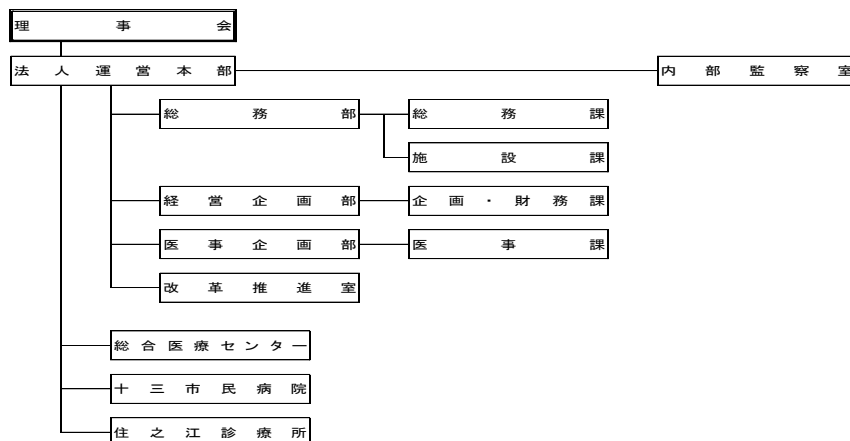 理事会
法人運営本部 内部監察室
総務部 総務課
施設課
経営企画部 企画・財務課
医事企画部 医事課
改革推進室
総合医療センター
十三市民病院
住之江診療所